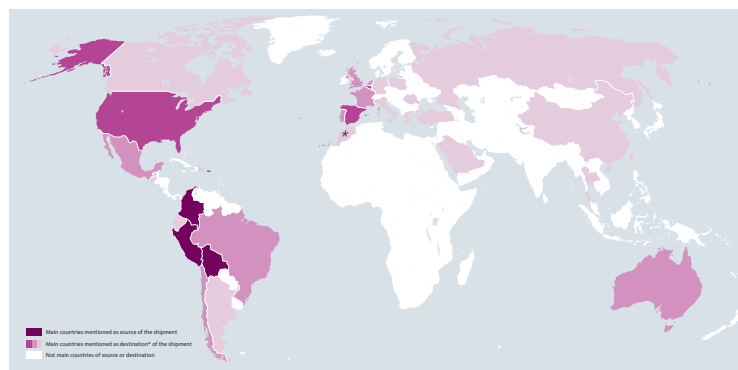 *
Main countries mentioned as source of the shipment
Main countries mentioned as destination* of the shipment
Not main countries of source or destination